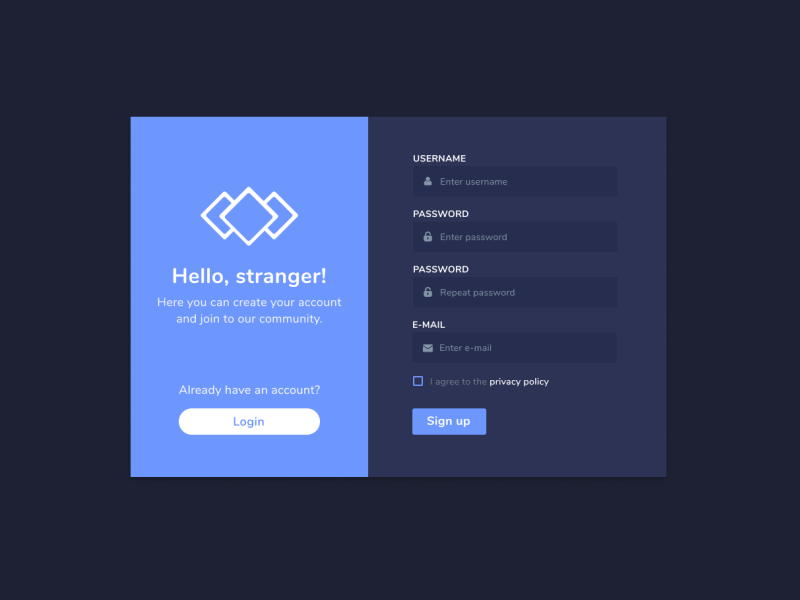 Hello, stranger!
Here you can create your account
and join to our community.
Already have an account?
Login
USERNAME
Enter username
PASSWORD
Enter password
PASSWORD
Repeat password
E-MAIL
Enter e-mail
I agree to the privacy policy
Sign up